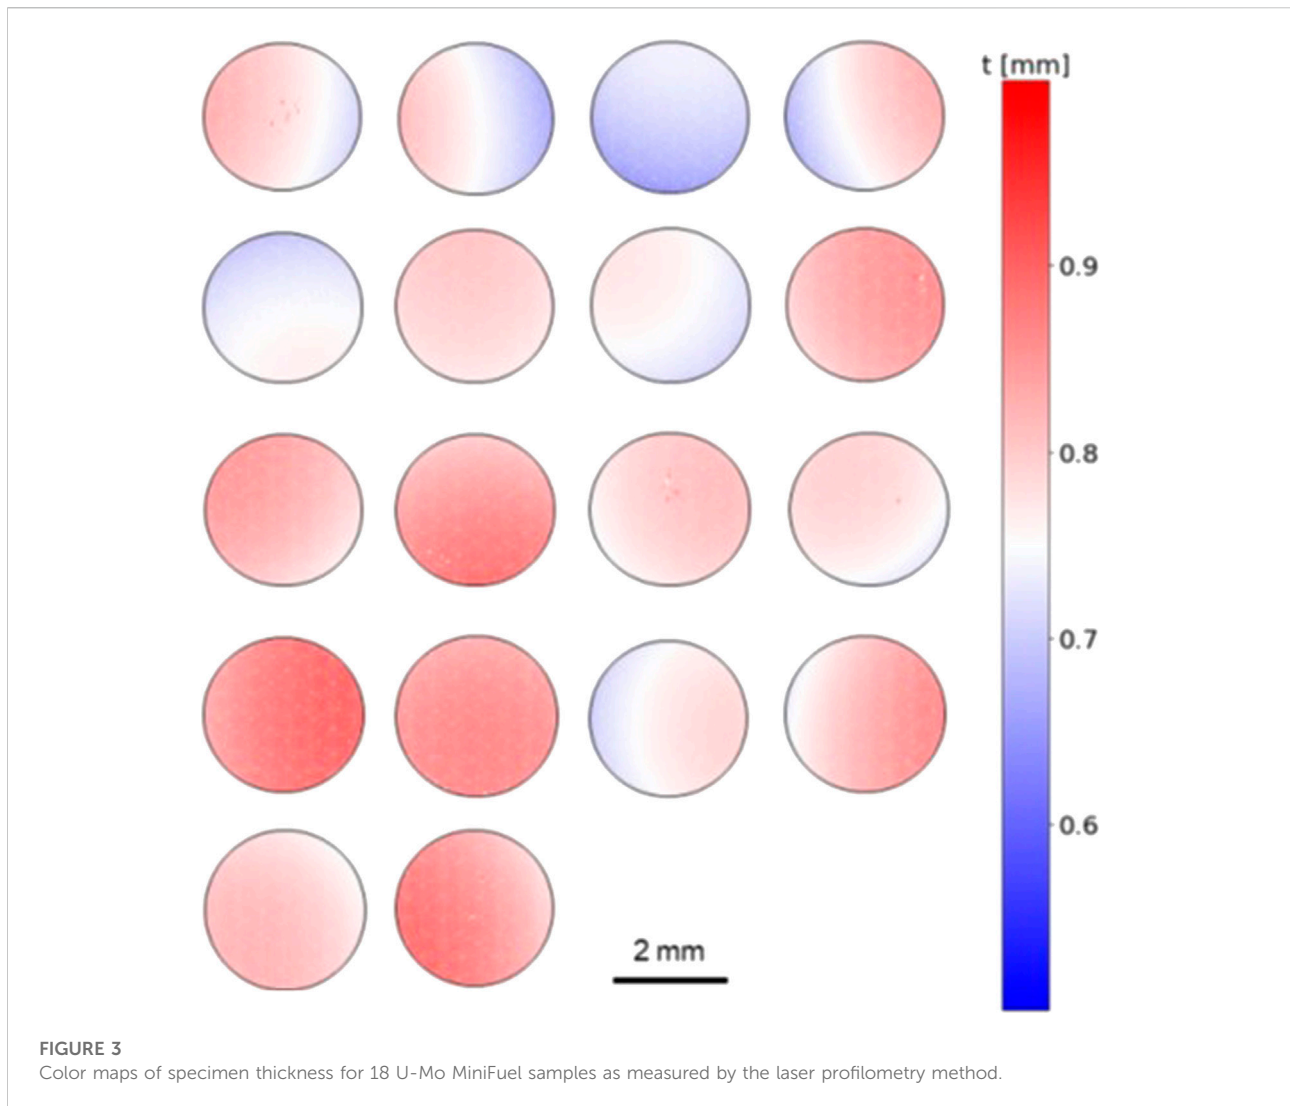 t [mm]
0.9
0.8
0.7
0.6
2 mm
FIGURE 3
Color maps of specimen thickness for 18 U-Mo MiniFuel samples as measured by the laser profilometry method.